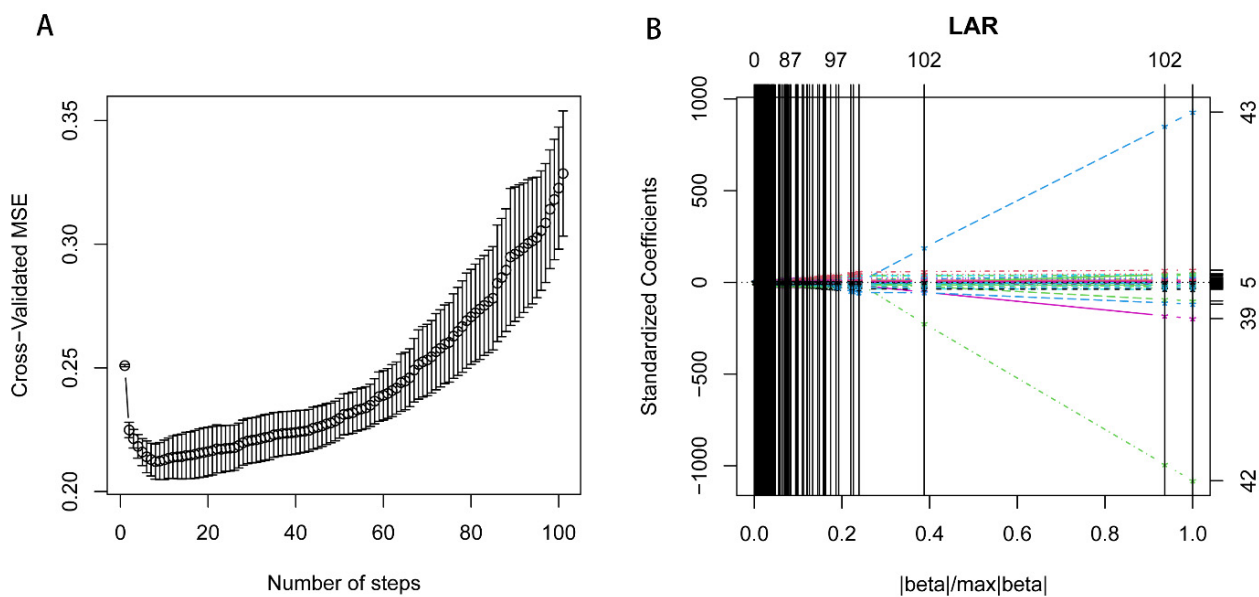 A
0.35
0.30
0.25
0.20
Cross-Validated MSE
0 20 40 60 80 100
Number of steps
B
LAR
0 87 97 102 102
1000
500
0
−500
−1000
Standardized Coefficients
43
5
39
42
0.0 0.2 0.4 0.6 0.8 1.0
|beta|/max|beta|